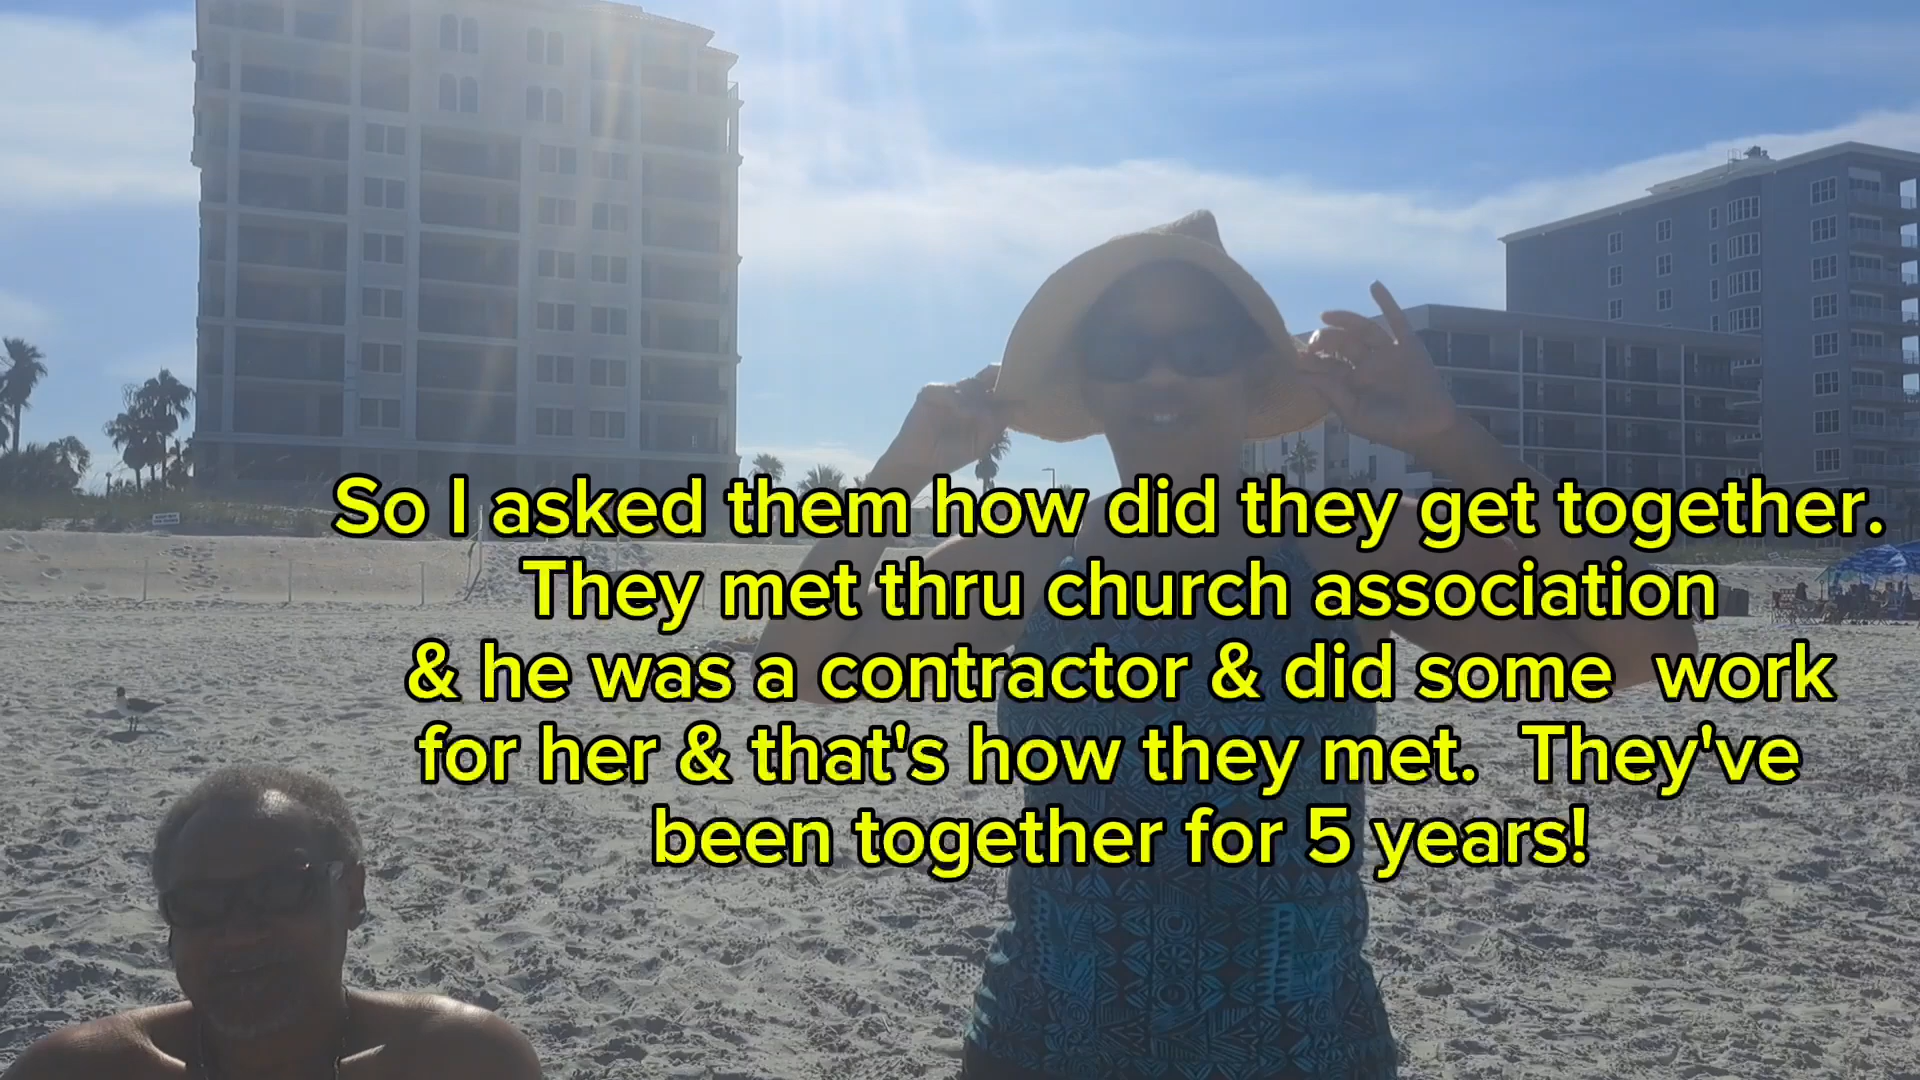 So I asked them how did they get together.
They met thru church association
& he was a contractor & did some  work
for her & that's how they met.  They've
been together for 5 years!